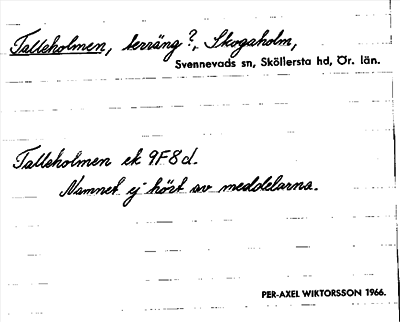 Talleholmen, terräng?, Skogaholm,
Svennevads sn, Sköllersta hd, Ör. län.
Talleholmen ek 9F8d.
Namnet ej hört av meddelarna.
PER-AXEL WIKTORSSON 1966.